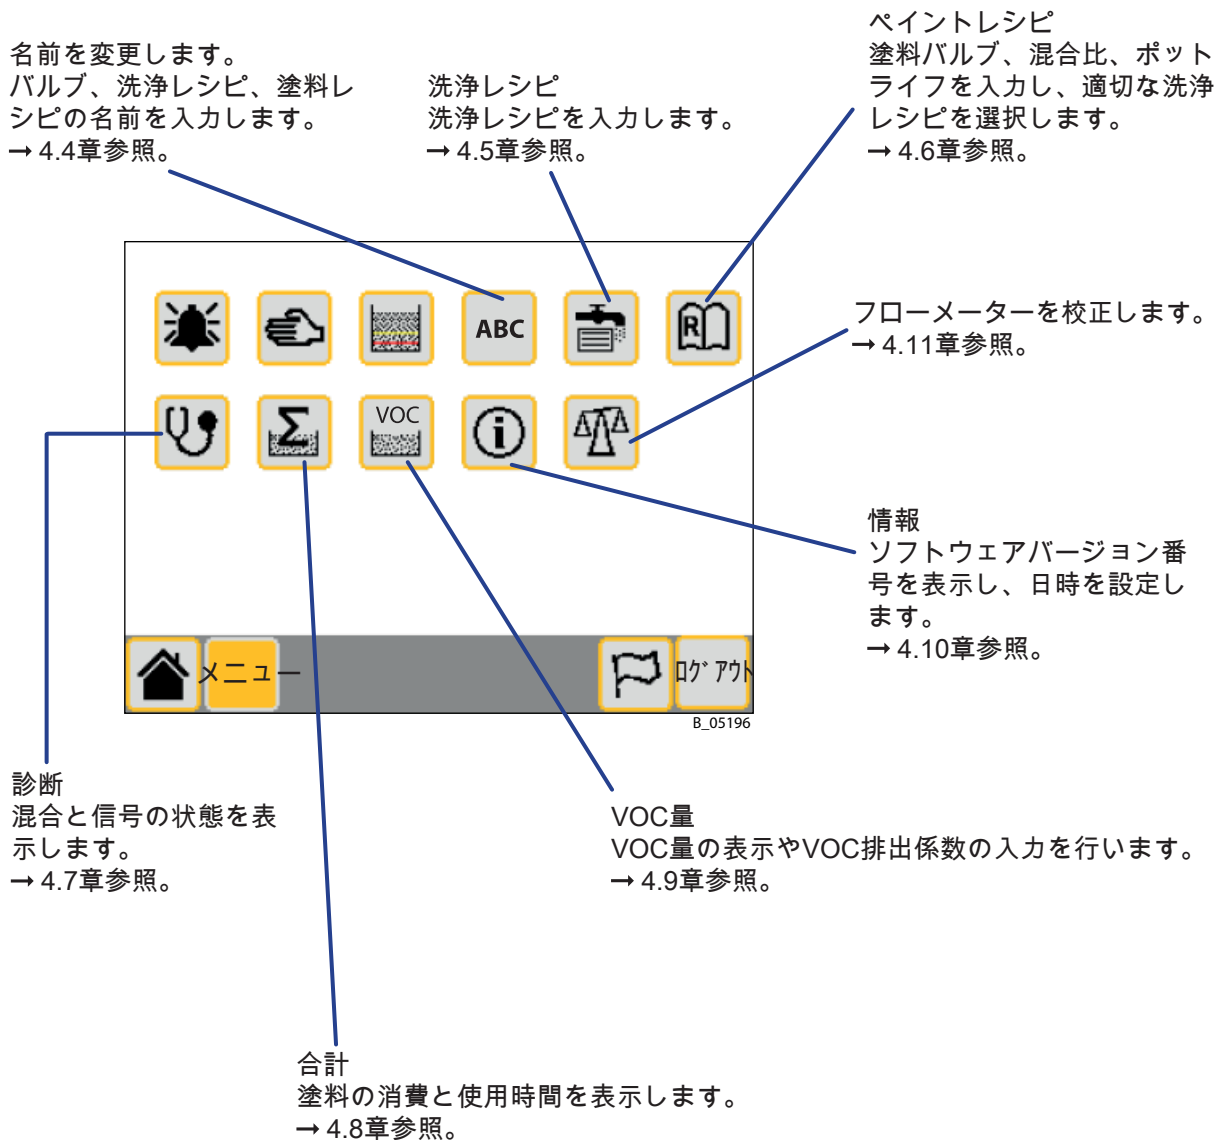 名前を変更します。
バルブ、洗浄レシピ、塗料レ
シピの名前を入力します。
→ 4.4章参照。
洗浄レシピ
洗浄レシピを入力します。
→ 4.5章参照。
ペイントレシピ
塗料バルブ、混合比、ポット
ライフを入力し、適切な洗浄
レシピを選択します。
→ 4.6章参照。
ABC
R
フローメーターを校正します。
→ 4.11章参照。
Σ
VOC
i
情報
ソフトウェアバージョン番
号を表示し、日時を設定し
ます。
→ 4.10章参照。
メニュー
ﾛｸﾞｱｳﾄ
B_05196
診断
混合と信号の状態を表
示します。
→ 4.7章参照。
VOC量
VOC量の表示やVOC排出係数の入力を行います。
→ 4.9章参照。
合計
塗料の消費と使用時間を表示します。
→ 4.8章参照。